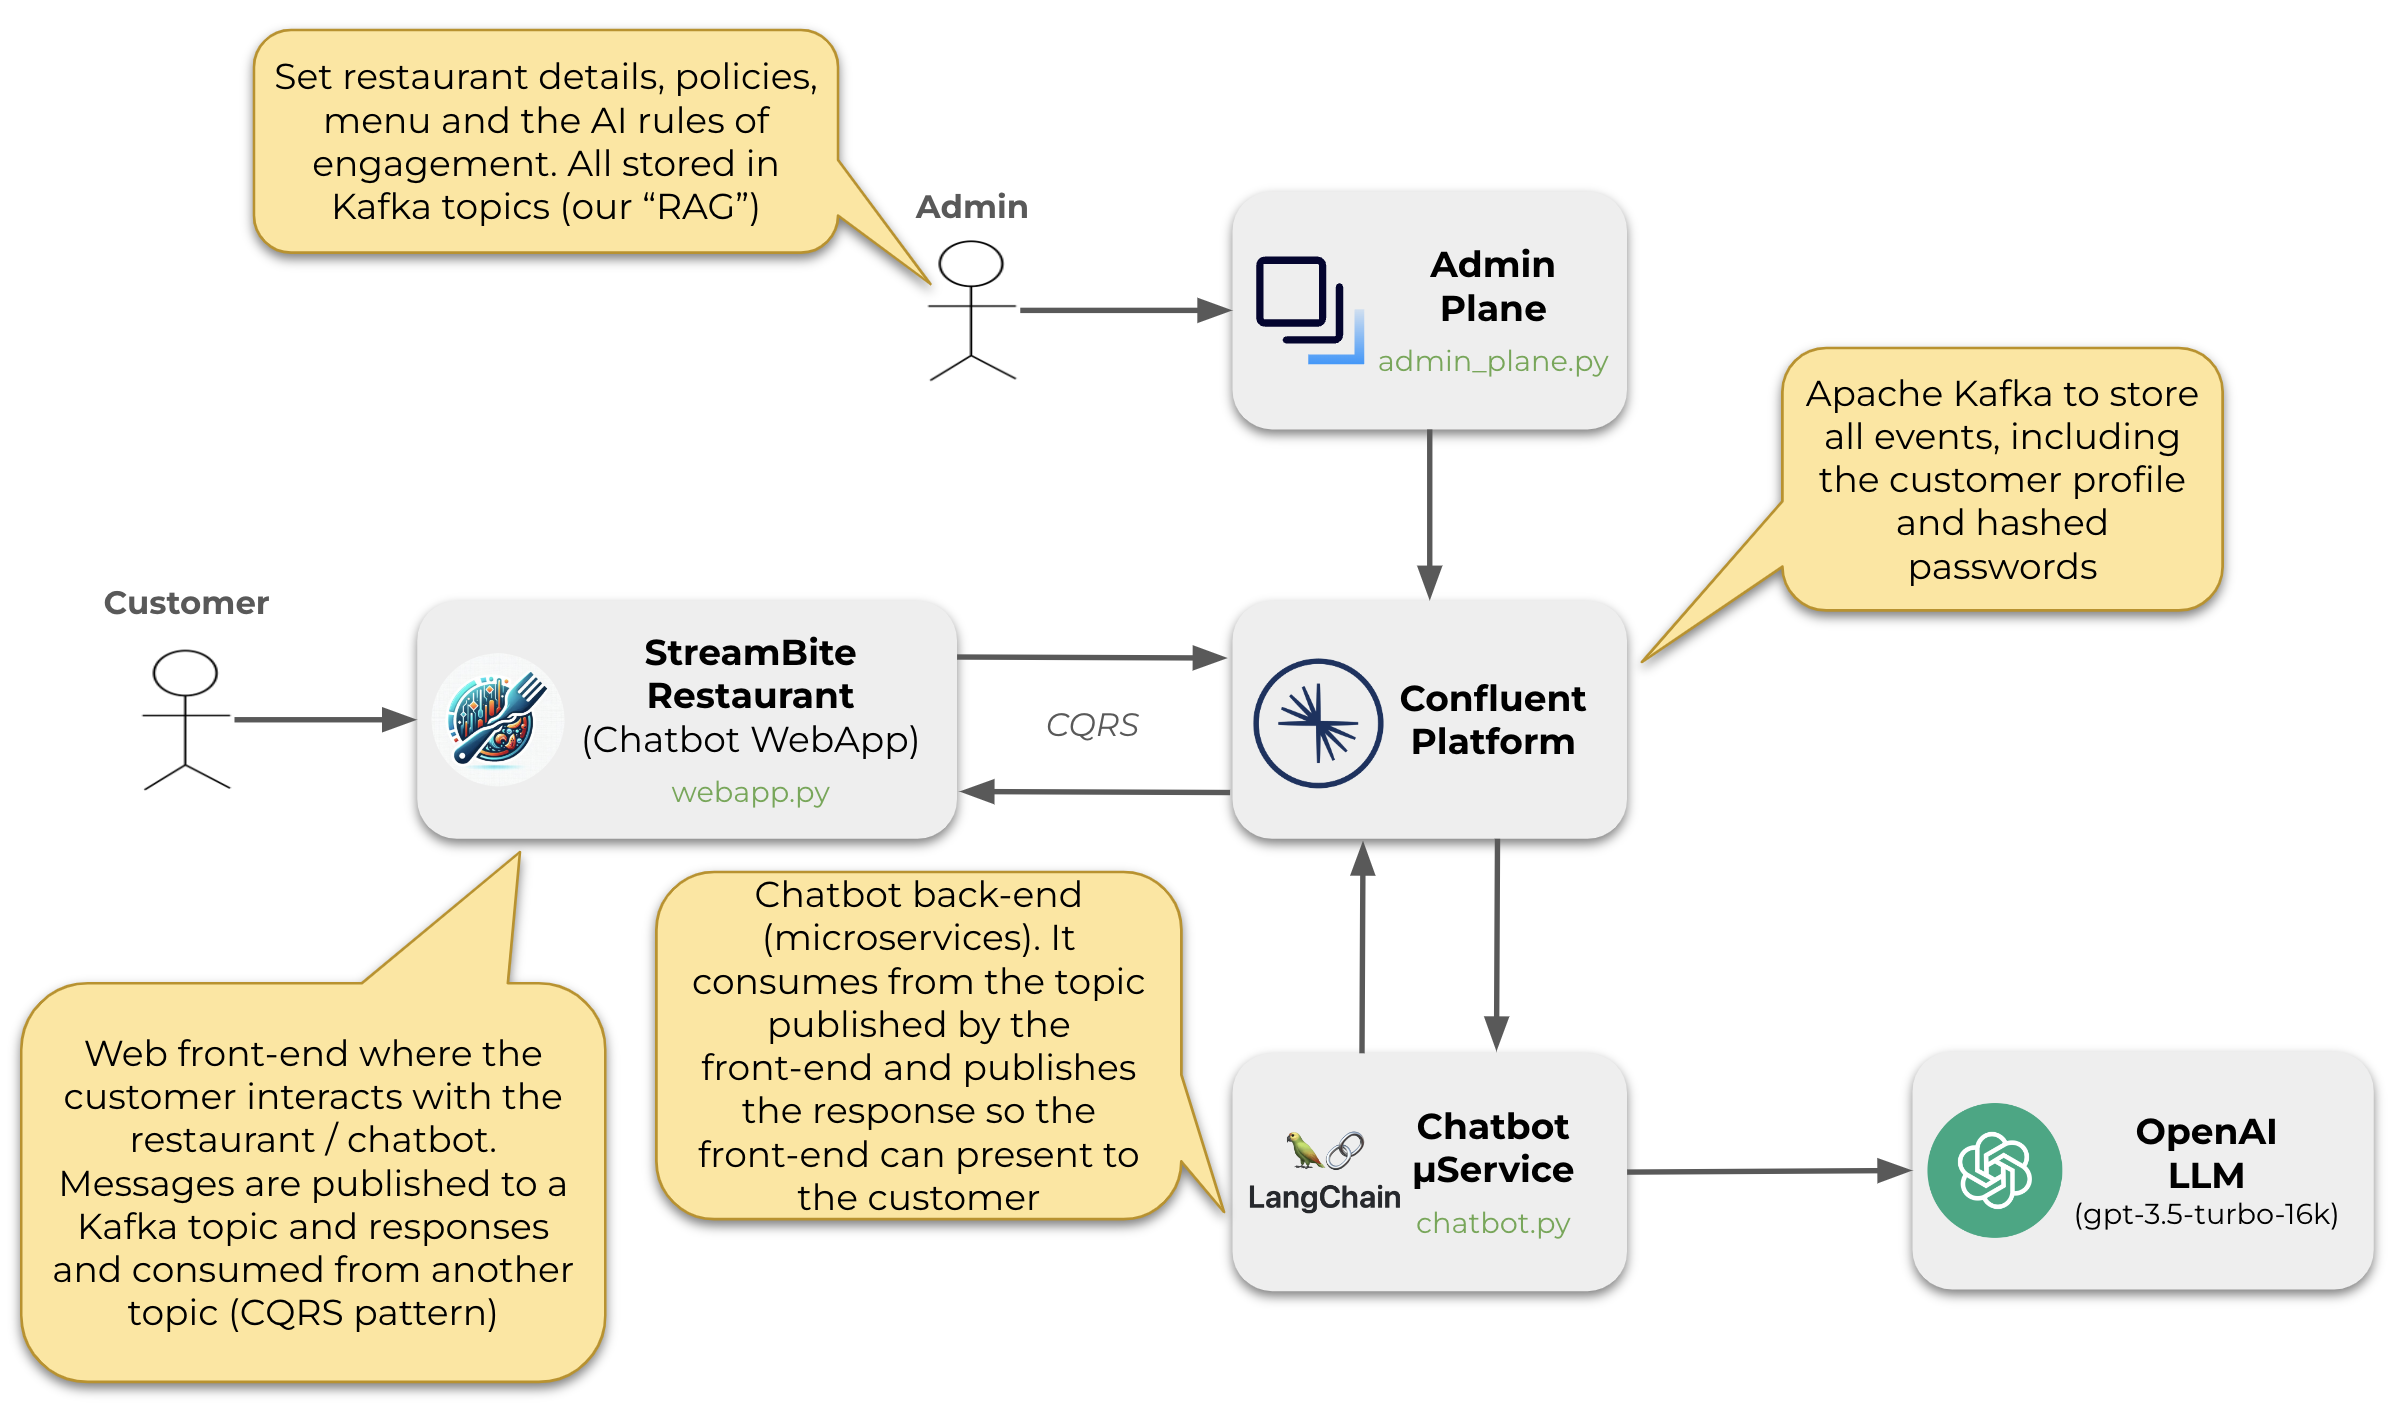 Set restaurant details, policies,
menu and the AI rules of
engagement. All stored in
Kafka topics (our “RAG”)
Admin
Admin
Plane
admin_plane.py
Apache Kafka to store
all events, including
the customer profile
and hashed
passwords
Customer
StreamBite
Restaurant
(Chatbot WebApp)
webapp.py
CQRS
Confluent
Platform
Chatbot back-end
(microservices). It
consumes from the topic
published by the
front-end and publishes
the response so the
front-end can present to
the customer
Web front-end where the
customer interacts with the
restaurant / chatbot.
Messages are published to a
Kafka topic and responses
and consumed from another
topic (CQRS pattern)
LangChain
Chatbot
µService
chatbot.py
OpenAI
LLM
(gpt-3.5-turbo-16k)